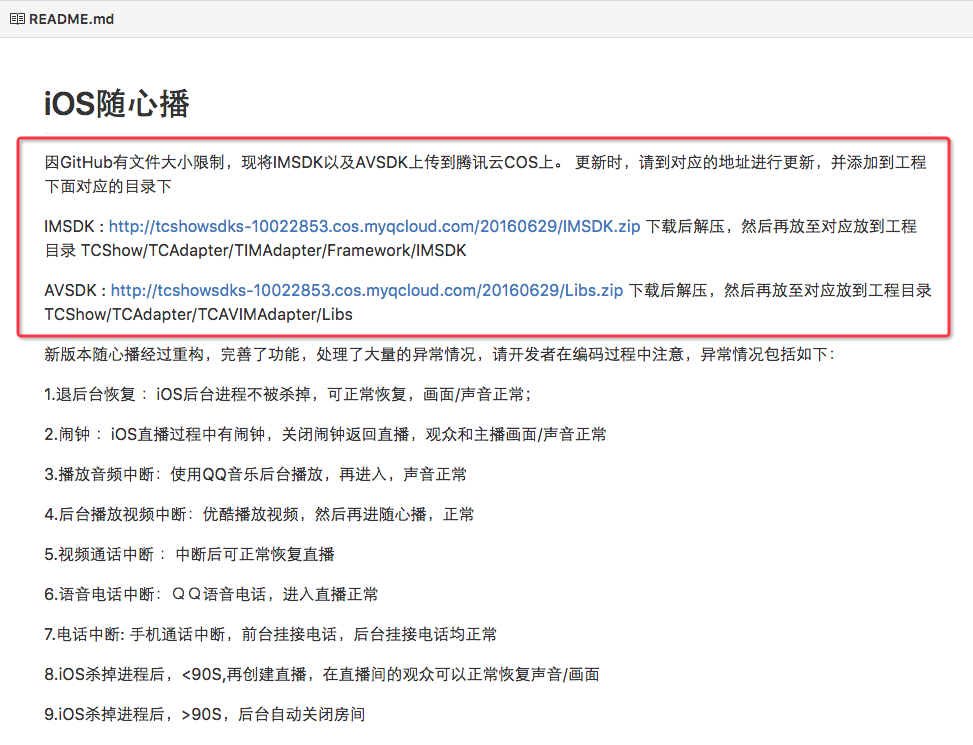 README.md
iOS随心播
因GitHub有文件大小限制，现将IMSDK以及AVSDK上传到腾讯云COS上。 更新时，请到对应的地址进行更新，并添加到工程
下面对应的目录下
IMSDK : http://tcshowsdks-10022853.cos.myqcloud.com/20160629/IMSDK.zip 下载后解压，然后再放至对应放到工程
目录 TCShow/TCAdapter/TIMAdapter/Framework/IMSDK
AVSDK : http://tcshowsdks-10022853.cos.myqcloud.com/20160629/Libs.zip 下载后解压，然后再放至对应放到工程目录
TCShow/TCAdapter/TCAVIMAdapter/Libs
新版本随心播经过重构，完善了功能，处理了大量的异常情况，请开发者在编码过程中注意，异常情况包括如下：
1.退后台恢复 ：iOS后台进程不被杀掉，可正常恢复，画面/声音正常；
2.闹钟 ：iOS直播过程中有闹钟，关闭闹钟返回直播，观众和主播画面/声音正常
3.播放音频中断：使用QQ音乐后台播放，再进入，声音正常
4.后台播放视频中断：优酷播放视频，然后再进随心播，正常
5.视频通话中断 ：中断后可正常恢复直播
6.语音电话中断：ＱＱ语音电话，进入直播正常
7.电话中断: 手机通话中断，前台挂接电话，后台挂接电话均正常
8.iOS杀掉进程后，<90S,再创建直播，在直播间的观众可以正常恢复声音/画面
9.iOS杀掉进程后，>90S，后台自动关闭房间